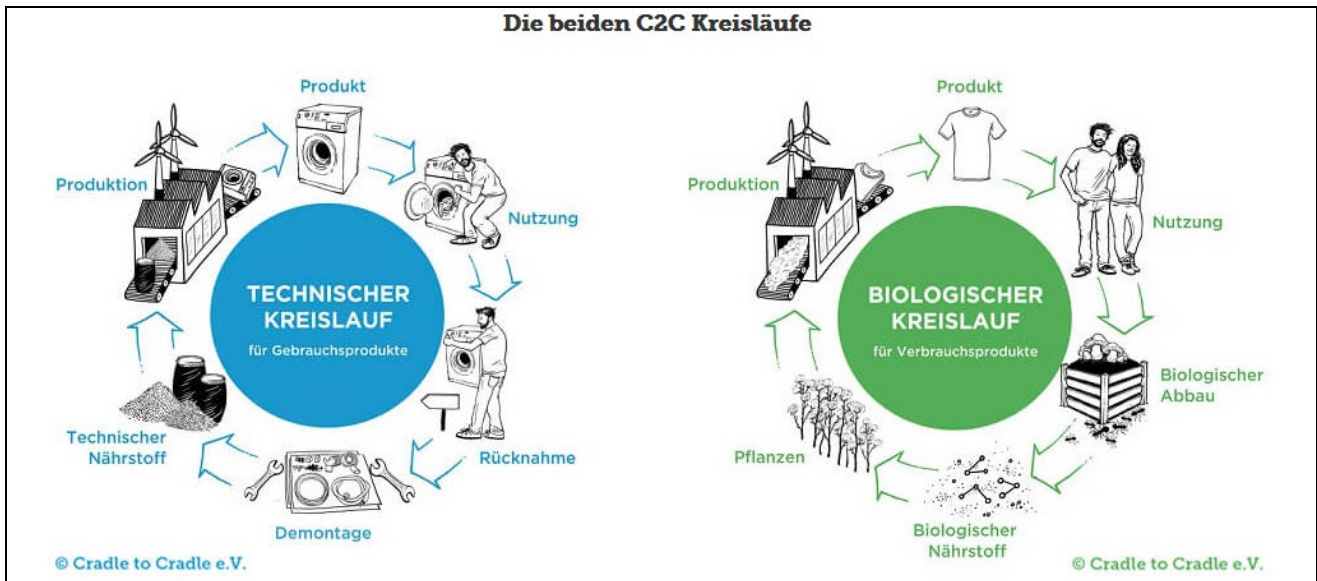 Die beiden C2C Kreisläufe
Produkt
Produktion
Nutzung
TECHNISCHER
KREISLAUF
für Gebrauchsprodukte
Technischer
Nährstoff
Rücknahme
Demontage
© Cradle to Cradle e.V.
Produkt
Produktion
Nutzung
BIOLOGISCHER
KREISLAUF
für Verbrauchsprodukte
Biologischer
Abbau
Pflanzen
Biologischer
Nährstoff
© Cradle to Cradle e.V.